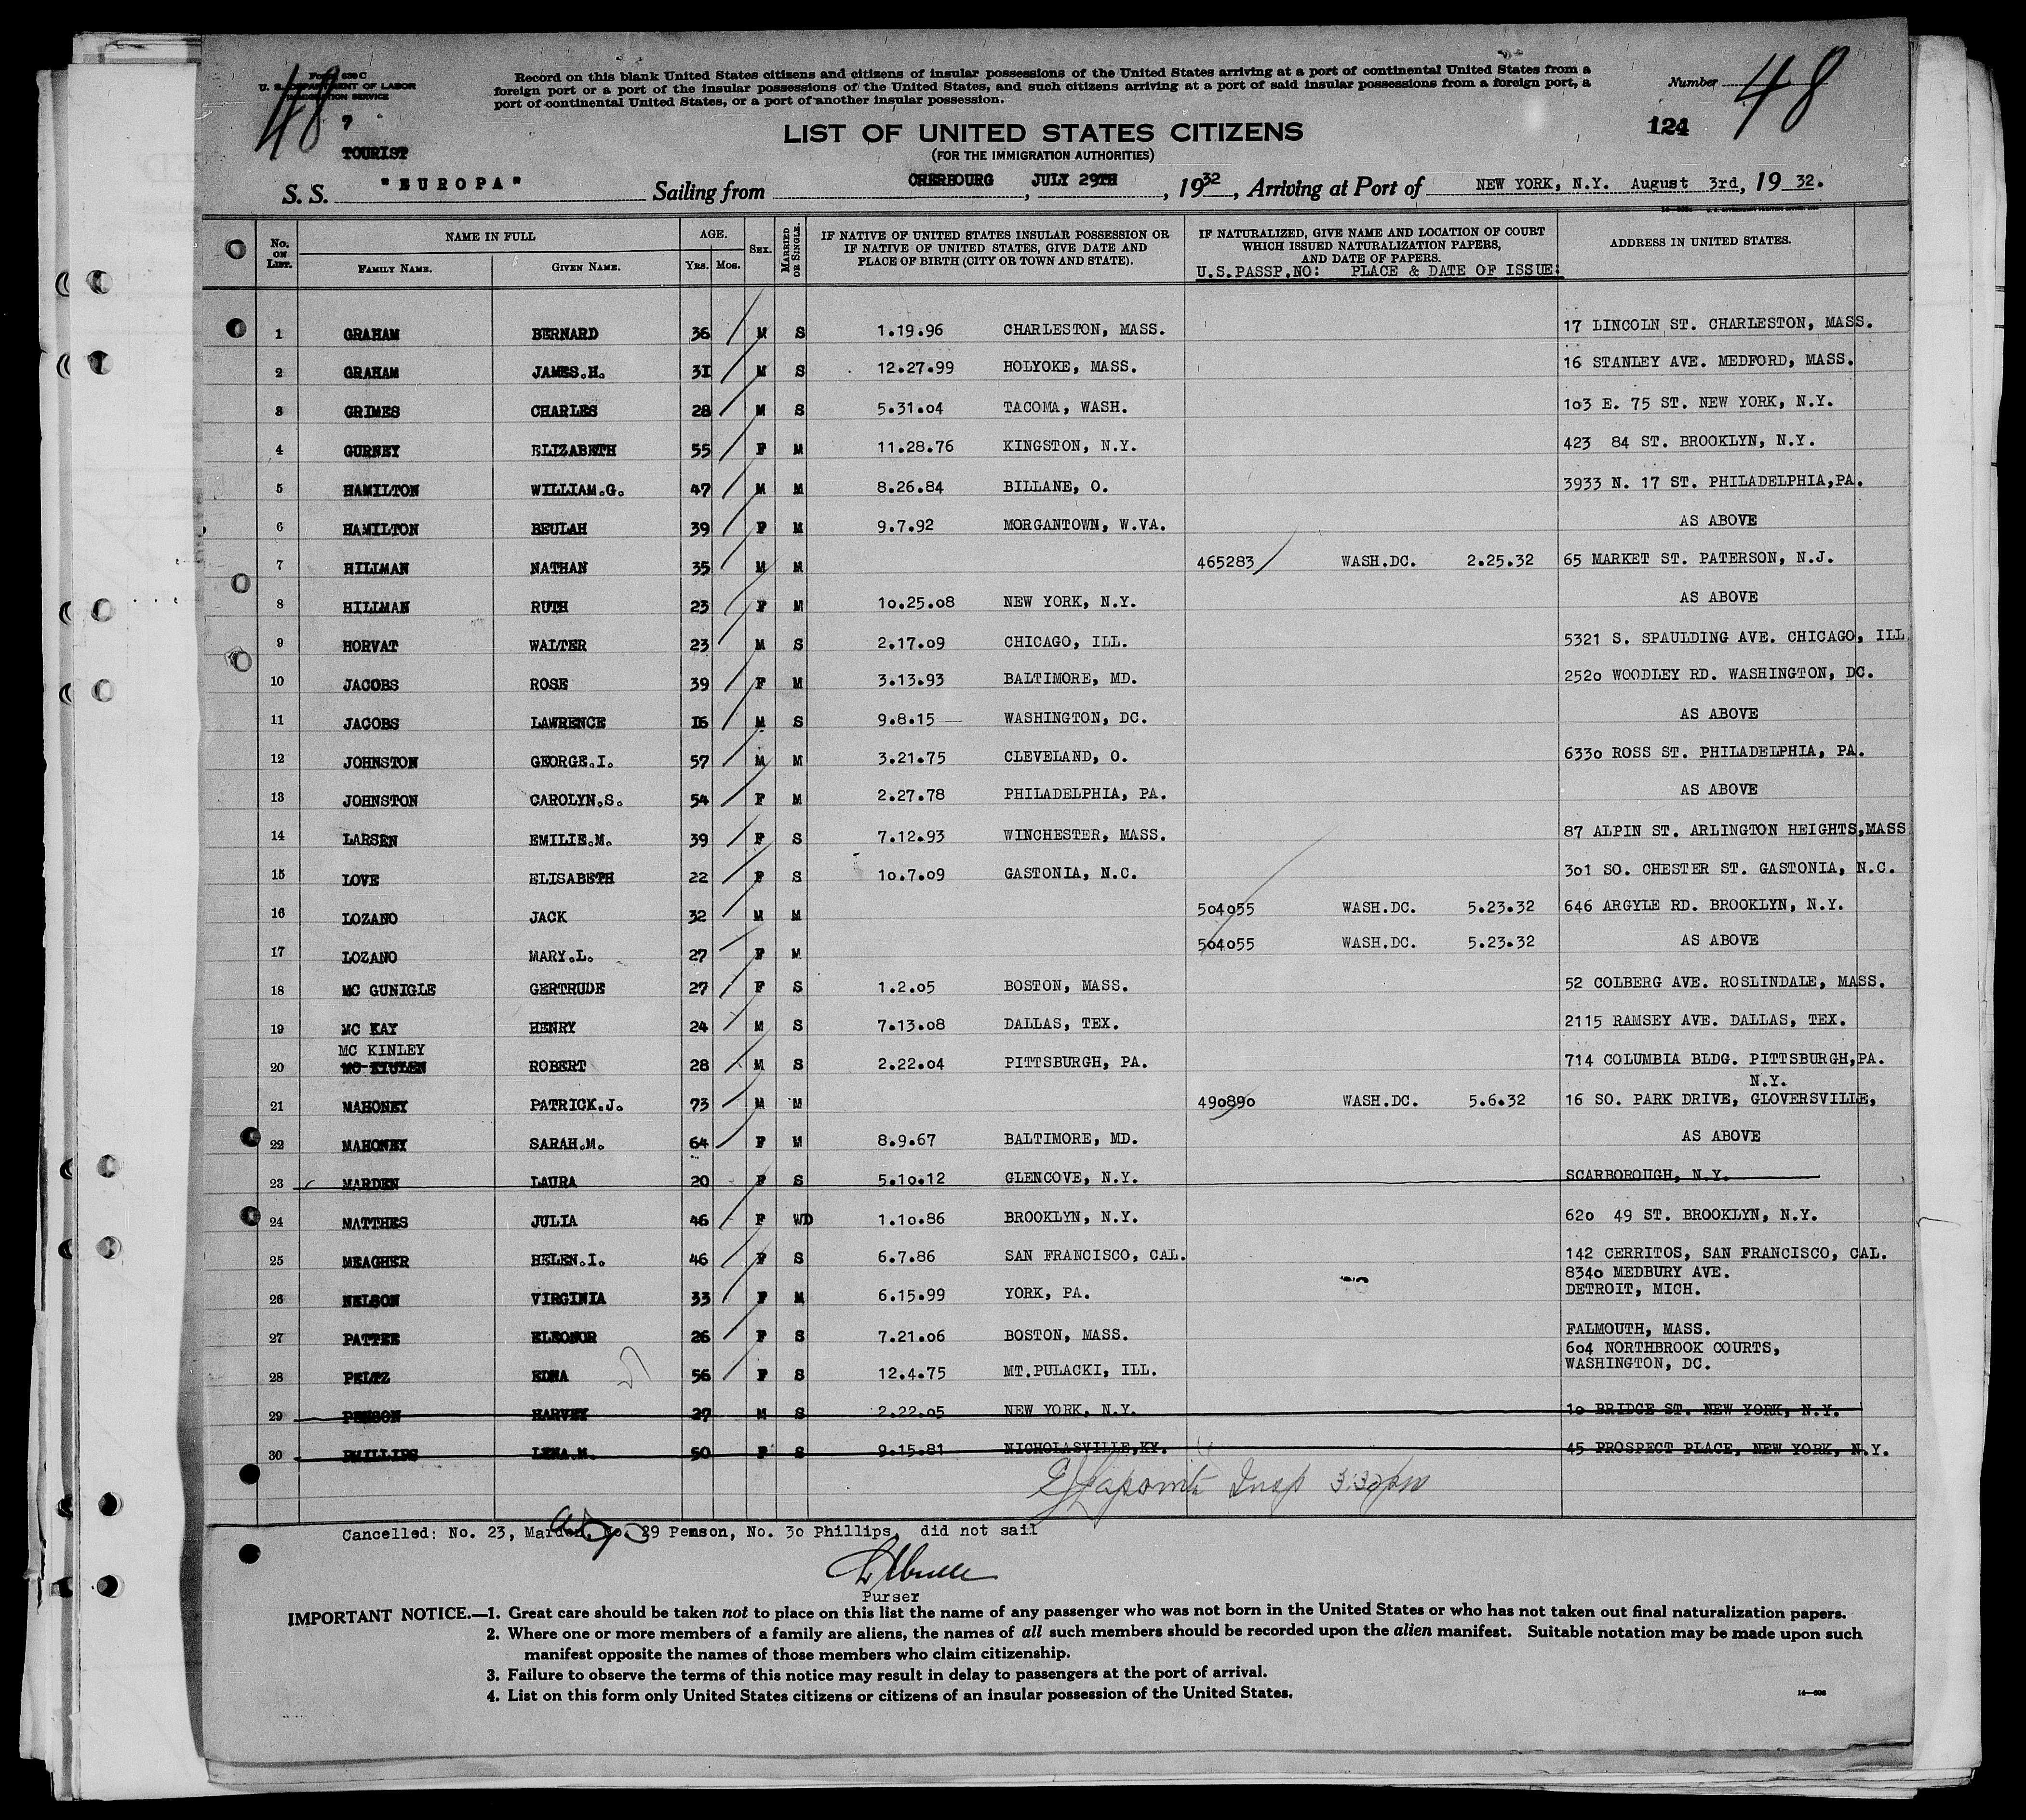 Form 630 C
U. S. DEPARTMENT OF LABOR
IMMIGRATION SERVICE
48
7
TOURIST
Record on this blank United States citizens and citizens of insular possessions of the United States arriving at a port of continental United States from a
foreign port or a port of the insular possessions of the United States, and such citizens arriving at a port of said insular possessions from a foreign port, a
port of continental United States, or a port of another insular possession.
Number 48
124
LIST OF UNITED STATES CITIZENS
(FOR THE IMMIGRATION AUTHORITIES)
S. S. "EUROPA" Sailing from CHERBOURG JULY 29TH, 1932, Arriving at Port of NEW YORK, N.Y. August 3rd, 19 32.
No. ON LIST. NAME IN FULL FAMILY NAME. GIVEN NAME. AGE. YRS. MOS. SEX. MARRIED OR SINGLE. IF NATIVE OF UNITED STATES INSULAR POSSESSION OR IF NATIVE OF UNITED STATES, GIVE DATE AND PLACE OF BIRTH (CITY OR TOWN AND STATE). IF NATURALIZED, GIVE NAME AND LOCATION OF COURT WHICH ISSUED NATURALIZATION PAPERS, AND DATE OF PAPERS. ADDRESS IN UNITED STATES.
U.S.PASSP.NO: PLACE & DATE OF ISSUE:
1 GRAHAM BERNARD 36 M S 1.19.96 CHARLESTON, MASS. 17 LINCOLN ST. CHARLESTON, MASS.
2 GRAHAM JAMES.H. 31 M S 12.27.99 HOLYOKE, MASS. 16 STANLEY AVE. MEDFORD, MASS.
3 GRIMES CHARLES 28 M S 5.31.04 TACOMA, WASH. 103 E. 75 ST. NEW YORK, N.Y.
4 GURNEY ELIZABETH 55 F M 11.28.76 KINGSTON, N.Y. 423 84 ST. BROOKLYN, N.Y.
5 HAMILTON WILLIAM.G. 47 M M 8.26.84 BILLANE, O. 3933 N. 17 ST. PHILADELPHIA,PA.
6 HAMILTON BEULAH 39 F M 9.7.92 MORGANTOWN, W.VA. AS ABOVE
7 HILLMAN NATHAN 35 M M 465283 WASH.DC. 2.25.32 65 MARKET ST. PATERSON, N.J.
8 HILLMAN RUTH 23 F M 10.25.08 NEW YORK, N.Y. AS ABOVE
9 HORVAT WALTER 23 M S 2.17.09 CHICAGO, ILL. 5321 S. SPAULDING AVE. CHICAGO, ILL
10 JACOBS ROSE 39 F M 3.13.93 BALTIMORE, MD. 2520 WOODLEY RD. WASHINGTON, DC.
11 JACOBS LAWRENCE 16 M S 9.8.15 WASHINGTON, DC. AS ABOVE
12 JOHNSTON GEORGE.I. 57 M M 3.21.75 CLEVELAND, O. 6330 ROSS ST. PHILADELPHIA, PA.
13 JOHNSTON CAROLYN.S. 54 F M 2.27.78 PHILADELPHIA, PA. AS ABOVE
14 LARSEN EMILIE.M. 39 F S 7.12.93 WINCHESTER, MASS. 87 ALPIN ST. ARLINGTON HEIGHTS,MASS
15 LOVE ELISABETH 22 F S 10.7.09 GASTONIA, N.C. 301 SO. CHESTER ST. GASTONIA, N.C.
16 LOZANO JACK 32 M M 504055 WASH.DC. 5.23.32 646 ARGYLE RD. BROOKLYN, N.Y.
17 LOZANO MARY.L. 27 F M 504055 WASH.DC. 5.23.32 AS ABOVE
18 MC GUNIGLE GERTRUDE 27 F S 1.2.05 BOSTON, MASS. 52 COLBERG AVE. ROSLINDALE, MASS.
19 MC KAY HENRY 24 M S 7.13.08 DALLAS, TEX. 2115 RAMSEY AVE. DALLAS, TEX.
MC KINLEY
20 MC KIULEN ROBERT 28 M S 2.22.04 PITTSBURGH, PA. 714 COLUMBIA BLDG. PITTSBURGH,PA.
N.Y.
21 MAHONEY PATRICK.J. 73 M M 490890 WASH.DC. 5.6.32 16 SO. PARK DRIVE, GLOVERSVILLE,
22 MAHONEY SARAH.M. 64 F M 8.9.67 BALTIMORE, MD. AS ABOVE
23 MARDEN LAURA 20 F S 5.10.12 GLENCOVE, N.Y. SCARBOROUGH, N.Y.
24 MATTHES JULIA 46 F WD 1.10.86 BROOKLYN, N.Y. 620 49 ST. BROOKLYN, N.Y.
25 MEAGHER HELEN.I. 46 F S 6.7.86 SAN FRANCISCO, CAL. 142 CERRITOS, SAN FRANCISCO, CAL.
8340 MEDBURY AVE.
26 NELSON VIRGINIA 33 F M 6.15.99 YORK, PA. DETROIT, MICH.
27 PATTEE ELEONOR 26 F S 7.21.06 BOSTON, MASS. FALMOUTH, MASS.
604 NORTHBROOK COURTS,
28 PELTZ EDNA 56 F S 12.4.75 MT.PULACKI, ILL. WASHINGTON, DC.
29 PENSON HARVEY 27 M S 2.22.05 NEW YORK, N.Y. 10 BRIDGE ST. NEW YORK, N.Y.
30 PHILLIPS LENA.M. 50 F S 9.15.81 NICHOLASVILLE,KY. 45 PROSPECT PLACE, NEW YORK, N.Y.
Insp 3:30 pm
Cancelled: No. 23, Marden, No. 29 Penson, No. 30 Phillips, did not sail
Purser
IMPORTANT NOTICE.—1. Great care should be taken not to place on this list the name of any passenger who was not born in the United States or who has not taken out final naturalization papers.
2. Where one or more members of a family are aliens, the names of all such members should be recorded upon the alien manifest. Suitable notation may be made upon such
manifest opposite the names of those members who claim citizenship.
3. Failure to observe the terms of this notice may result in delay to passengers at the port of arrival.
4. List on this form only United States citizens or citizens of an insular possession of the United States.